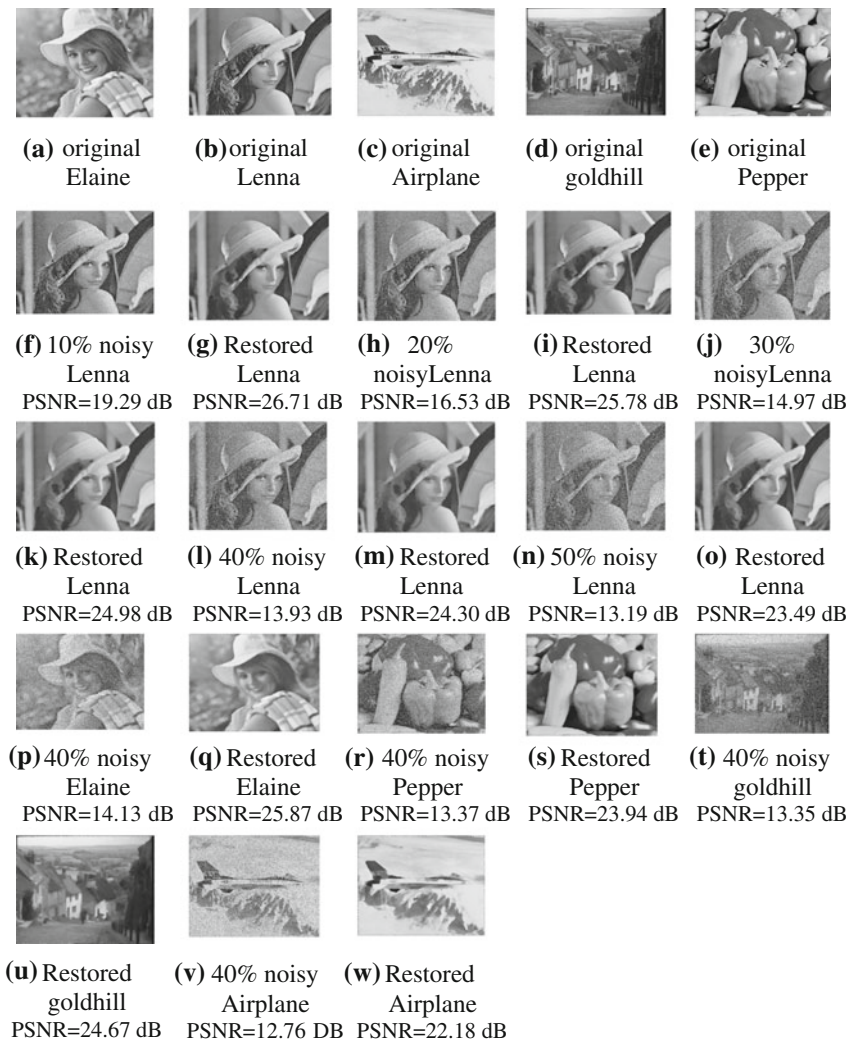 (a) original
Elaine
(b) original
Lenna
(c) original
Airplane
(d) original
goldhill
(e) original
Pepper
(f) 10% noisy
Lenna
PSNR=19.29 dB
(g) Restored
Lenna
PSNR=26.71 dB
(h) 20%
noisyLenna
PSNR=16.53 dB
(i) Restored
Lenna
PSNR=25.78 dB
(j) 30%
noisyLenna
PSNR=14.97 dB
(k) Restored
Lenna
PSNR=24.98 dB
(l) 40% noisy
Lenna
PSNR=13.93 dB
(m) Restored
Lenna
PSNR=24.30 dB
(n) 50% noisy
Lenna
PSNR=13.19 dB
(o) Restored
Lenna
PSNR=23.49 dB
(p) 40% noisy
Elaine
PSNR=14.13 dB
(q) Restored
Elaine
PSNR=25.87 dB
(r) 40% noisy
Pepper
PSNR=13.37 dB
(s) Restored
Pepper
PSNR=23.94 dB
(t) 40% noisy
goldhill
PSNR=13.35 dB
(u) Restored
goldhill
PSNR=24.67 dB
(v) 40% noisy
Airplane
PSNR=12.76 DB
(w) Restored
Airplane
PSNR=22.18 dB